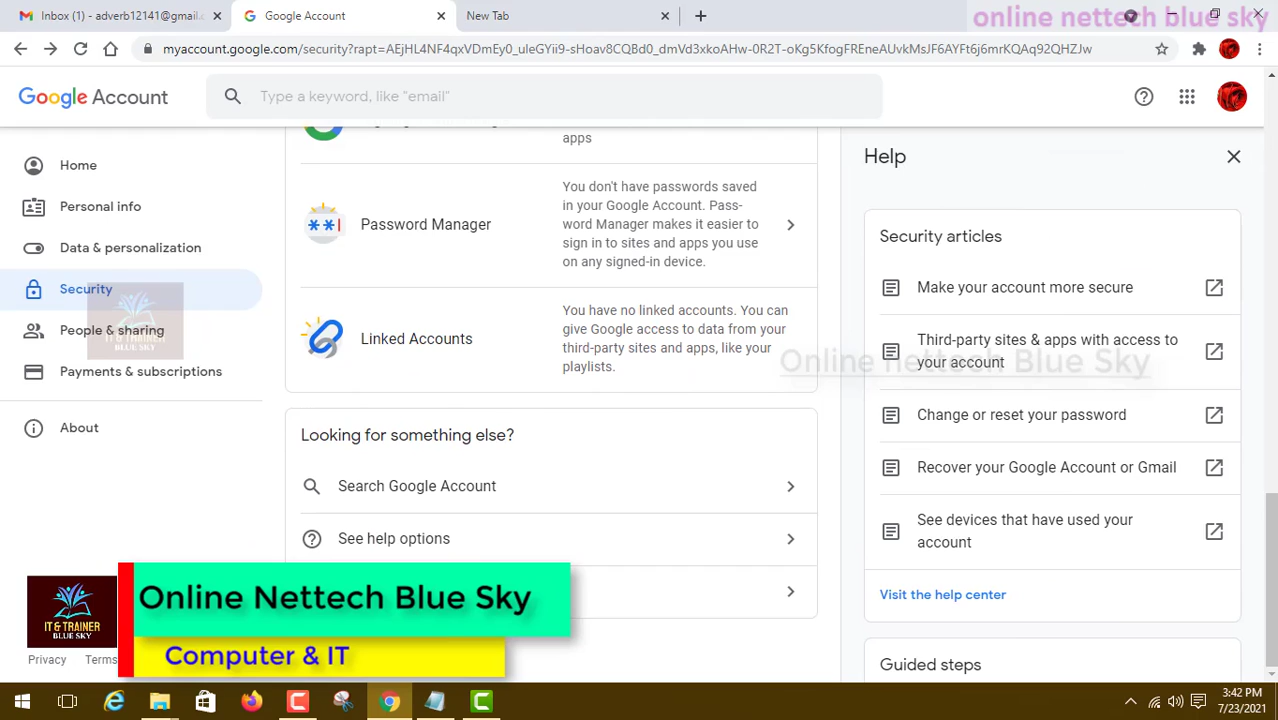 Inbox (1) - adverb12141@gmail.c
Google Account
New Tab
online nettech blue sky
myaccount.google.com/security?rapt=AEjHL4NF4qxVDmEy0_uleGYii9-sHoav8CQBd0_dmVd3xkoAHw-0R2T-oKg5KfogFREneAUvkMsJF6AYFt6j6mrKQAq92QHZJw
Google Account
Type a keyword, like "email"
Home
Personal info
Data & personalization
Security
People & sharing
Payments & subscriptions
About
BLUE SKY
apps
Password Manager
You don't have passwords saved
in your Google Account. Pass-
word Manager makes it easier to
sign in to sites and apps you use
on any signed-in device.
Linked Accounts
You have no linked accounts. You can
give Google access to data from your
third-party sites and apps, like your
playlists.
Looking for something else?
Search Google Account
See help options
Help
Security articles
Make your account more secure
Third-party sites & apps with access to
your account
Online nettech Blue Sky
Change or reset your password
Recover your Google Account or Gmail
See devices that have used your
account
Visit the help center
Guided steps
IT & TRAINER
BLUE SKY
Online Nettech Blue Sky
Computer & IT
Privacy
Terms
3:42 PM
7/23/2021